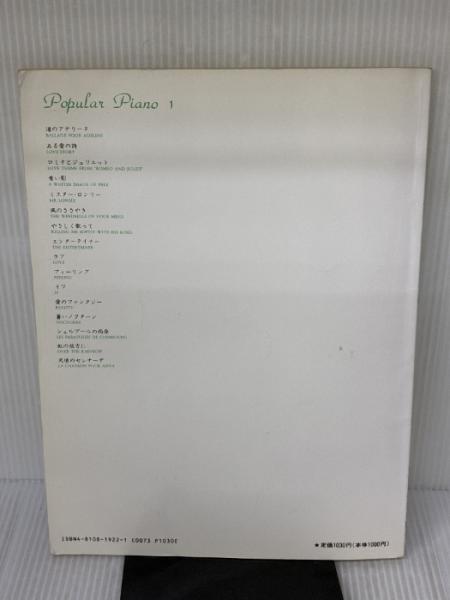 Popular Piano 1
渚のアデリーヌ
BALLADE POUR ADELINE
ある愛の詩
LOVE STORY
ロミオとジュリエット
LOVE THEME FROM "ROMEO AND JULIET"
青い影
A WHITER SHADE OF PALE
ミスター・ロンリー
MR. LONELY
風のささやき
THE WINDMILLS OF YOUR MIND
やさしく歌って
KILLING ME SOFTLY WITH HIS SONG
エンターテイナー
THE ENTERTAINER
ラブ
LOVE
フィーリング
FEELING
イフ
IF
愛のファンタジー
蒼いノクターン
NOCTURNE
シェルブールの雨傘
LES PARAPLUIES DE CHERBOURG
虹の彼方に
OVER THE RAINBOW
天使のセレナーデ
LA CHANSON POUR ANNA
ISBN4-8108-1922-1 C0073 P1030E
★定価1030円(本体1000円)